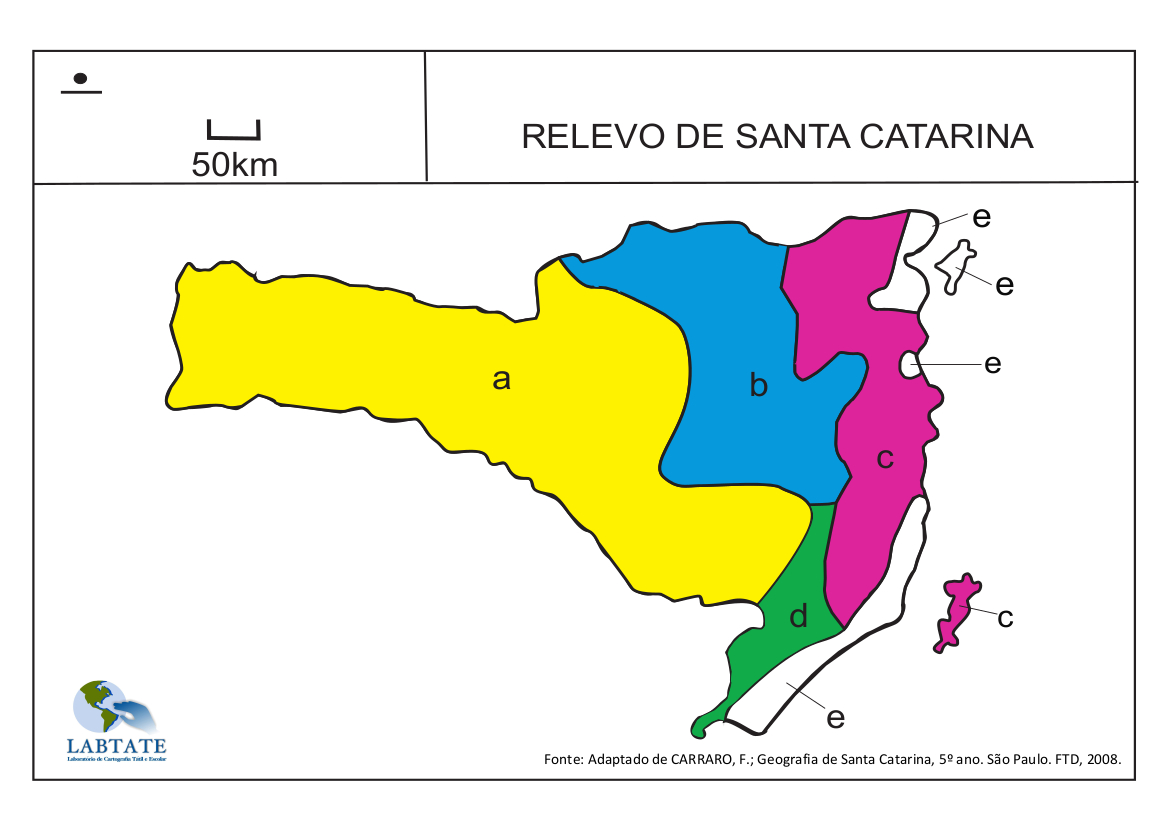 50km
RELEVO DE SANTA CATARINA
e
e
e
a
b
c
d
c
e
LABTATE
Laboratório de Cartografia Tátil e Escolar
Fonte: Adaptado de CARRARO, F.; Geografia de Santa Catarina, 5º ano. São Paulo. FTD, 2008.